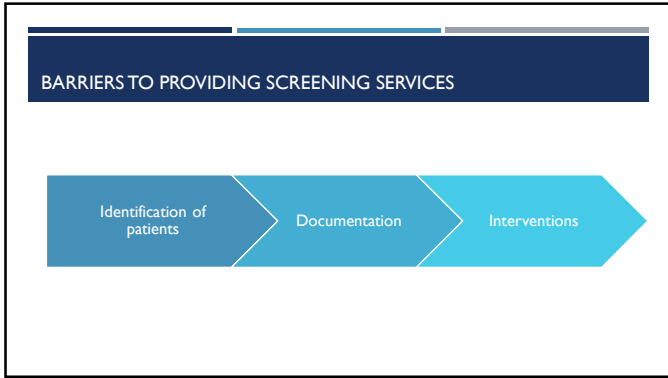 BARRIERS TO PROVIDING SCREENING SERVICES
Identification of
patients
Documentation
Interventions